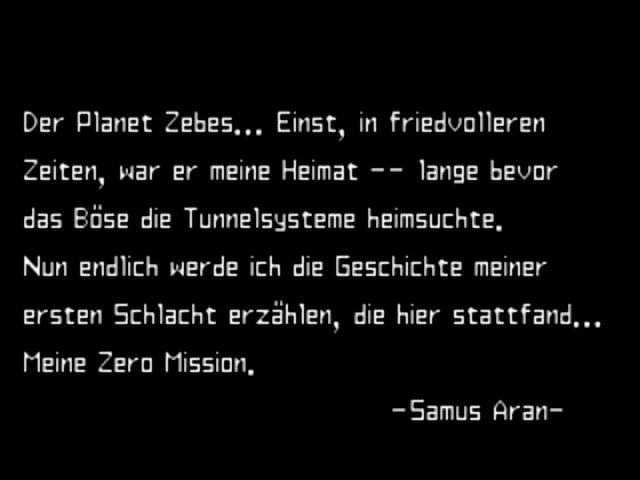 Der Planet Zebes... Einst, in friedvolleren
Zeiten, war er meine Heimat -- lange bevor
das Böse die Tunnelsysteme heimsuchte.
Nun endlich werde ich die Geschichte meiner
ersten Schlacht erzählen, die hier stattfand...
Meine Zero Mission.
-Samus Aran-